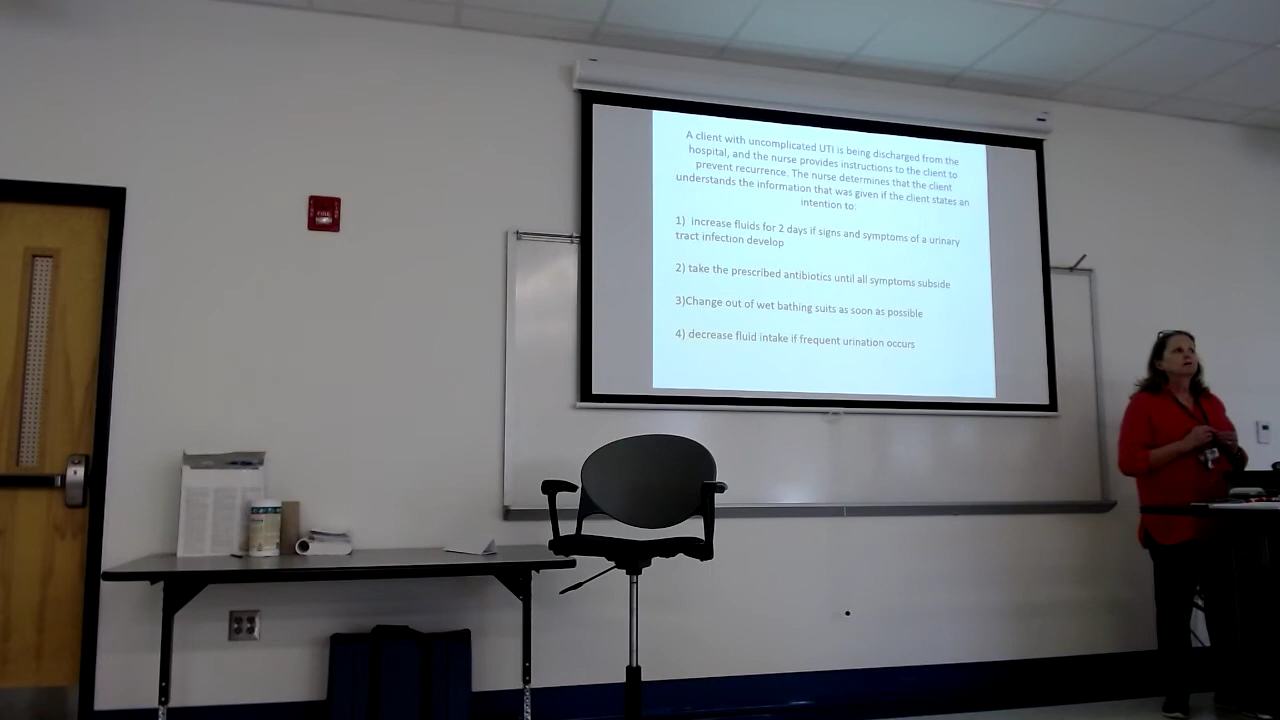 FIRE
A client with uncomplicated UTI is being discharged from the
hospital, and the nurse provides instructions to the client to
prevent recurrence. The nurse determines that the client
understands the information that was given if the client states an
intention to:
1) increase fluids for 2 days if signs and symptoms of a urinary
tract infection develop
2) take the prescribed antibiotics until all symptoms subside
3)Change out of wet bathing suits as soon as possible
4) decrease fluid intake if frequent urination occurs